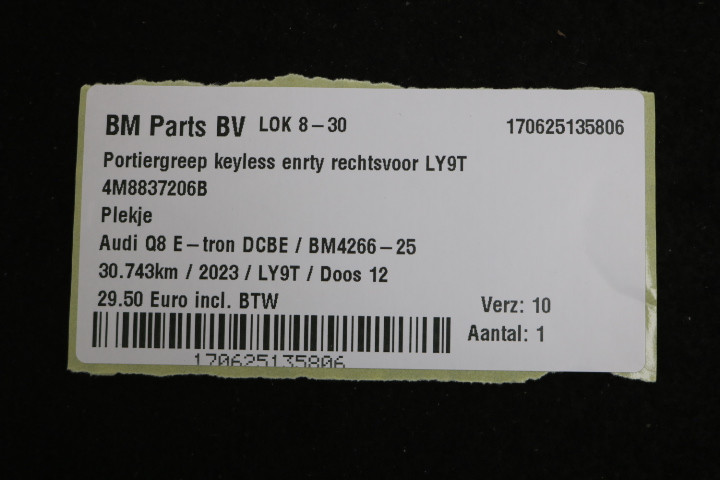 BM Parts BV LOK 8-30 170625135806
Portiergreep keyless enrty rechtsvoor LY9T
4M8837206B
Plekje
Audi Q8 E-tron DCBE / BM4266-25
30.743km / 2023 / LY9T / Doos 12
29.50 Euro incl. BTW Verz: 10
Aantal: 1
170625135806